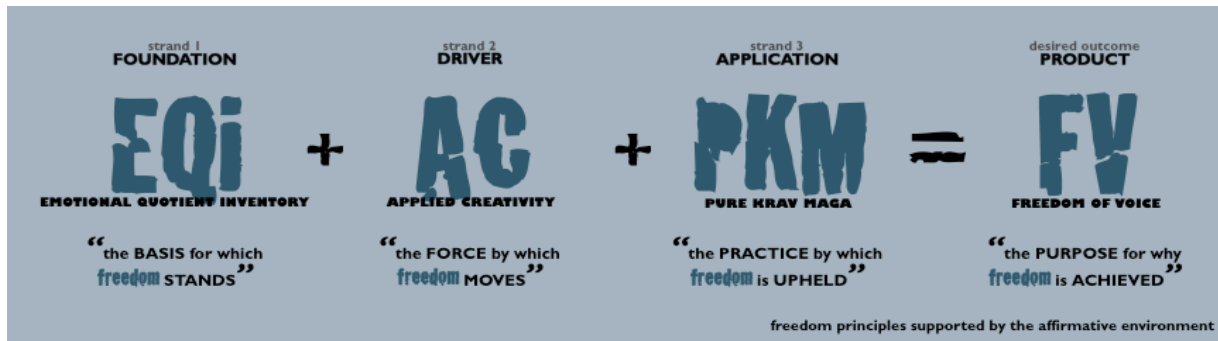 strand 1
FOUNDATION
EQi
EMOTIONAL QUOTIENT INVENTORY
“the BASIS for which
freedom STANDS”
+
strand 2
DRIVER
AC
APPLIED CREATIVITY
“the FORCE by which
freedom MOVES”
+
strand 3
APPLICATION
PKM
PURE KRAV MAGA
“the PRACTICE by which
freedom is UPHELD”
=
desired outcome
PRODUCT
FV
FREEDOM OF VOICE
“the PURPOSE for why
freedom is ACHIEVED”
freedom principles supported by the affirmative environment